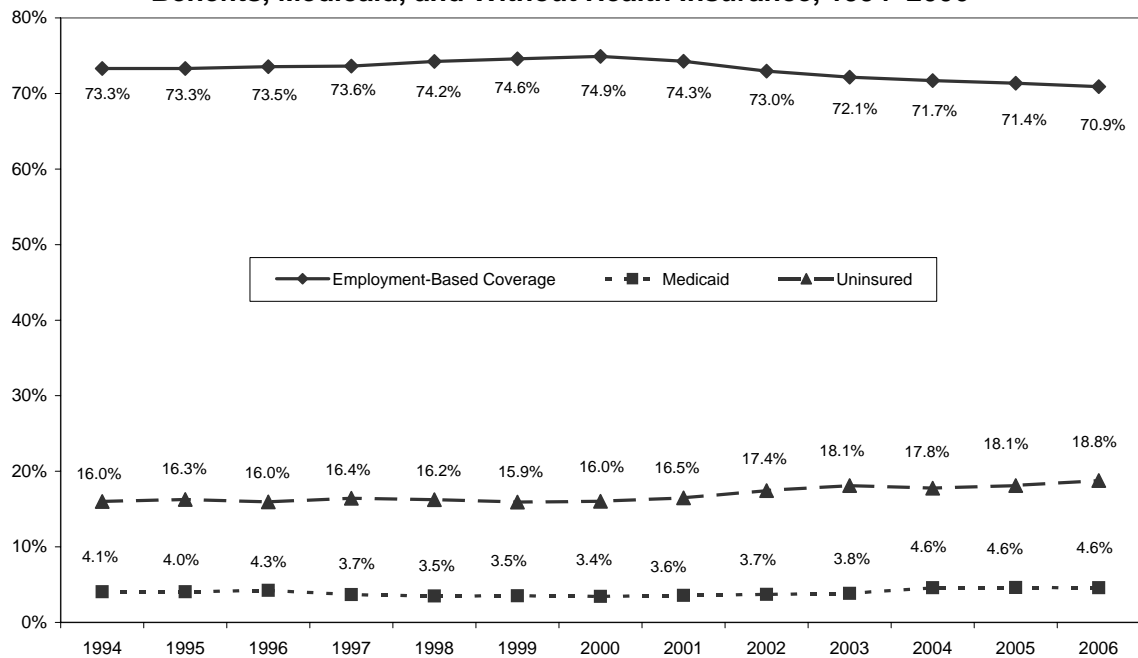 Benefits, Medicaid, and Without Health Insurance, 1994–2006
80%
73.3% 73.3% 73.5% 73.6% 74.2% 74.6% 74.9% 74.3% 73.0% 72.1% 71.7% 71.4% 70.9%
70%
60%
50%
Employment-Based Coverage Medicaid Uninsured
40%
30%
16.0% 16.3% 16.0% 16.4% 16.2% 15.9% 16.0% 16.5% 17.4% 18.1% 17.8% 18.1% 18.8%
20%
10%
4.1% 4.0% 4.3% 3.7% 3.5% 3.5% 3.4% 3.6% 3.7% 3.8% 4.6% 4.6% 4.6%
0%
1994 1995 1996 1997 1998 1999 2000 2001 2002 2003 2004 2005 2006